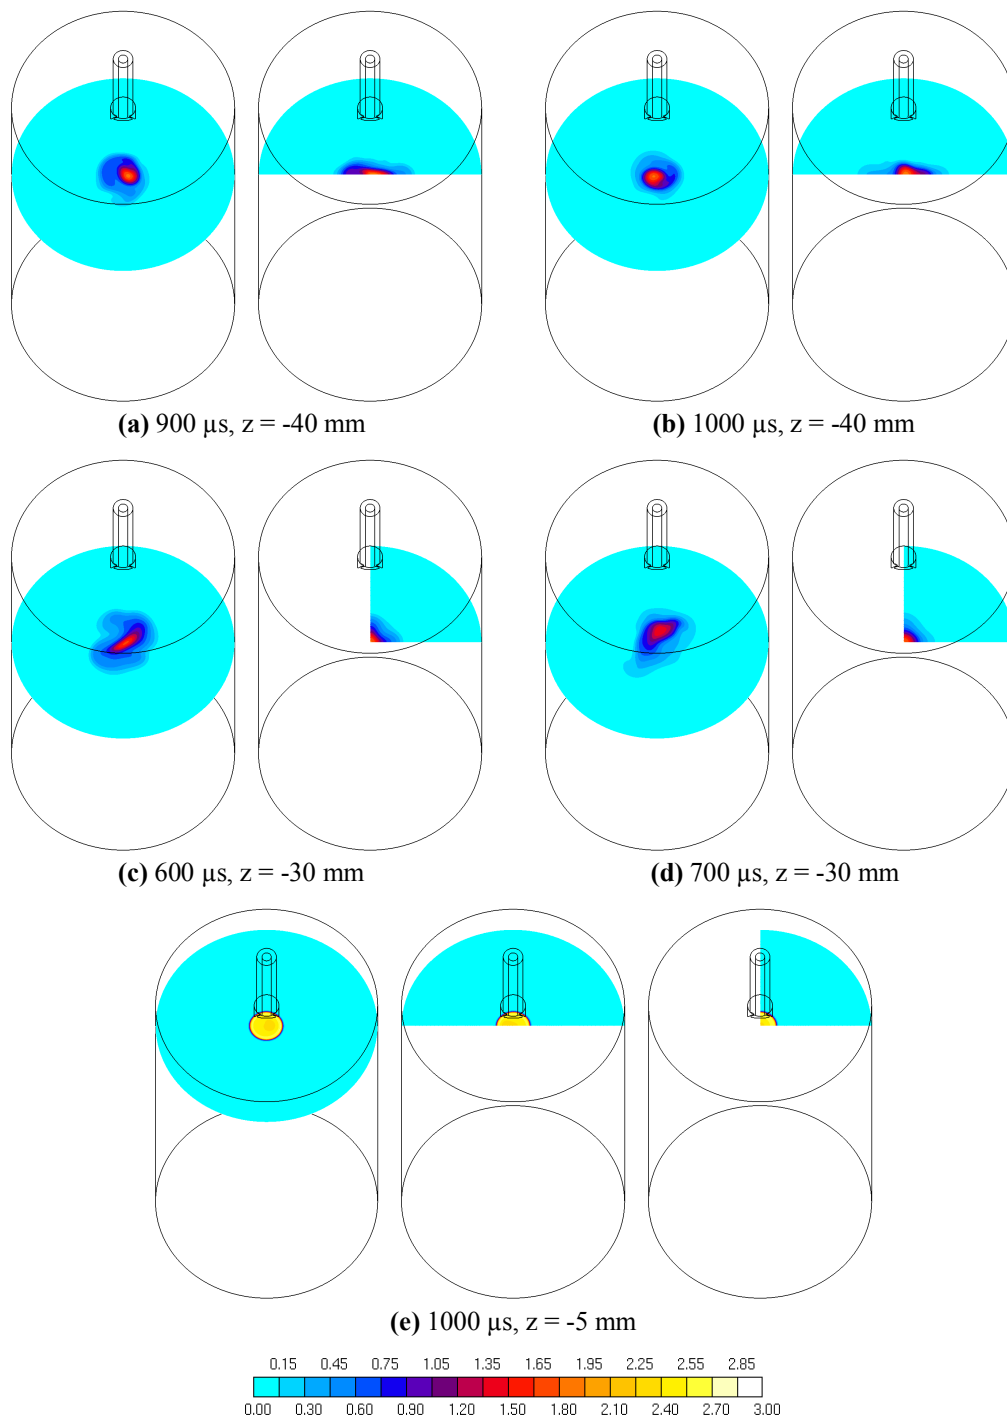 (a) 900 µs, z = -40 mm
(b) 1000 µs, z = -40 mm
(c) 600 µs, z = -30 mm
(d) 700 µs, z = -30 mm
(e) 1000 µs, z = -5 mm
0.15 0.45 0.75 1.05 1.35 1.65 1.95 2.25 2.55 2.85
0.00 0.30 0.60 0.90 1.20 1.50 1.80 2.10 2.40 2.70 3.00